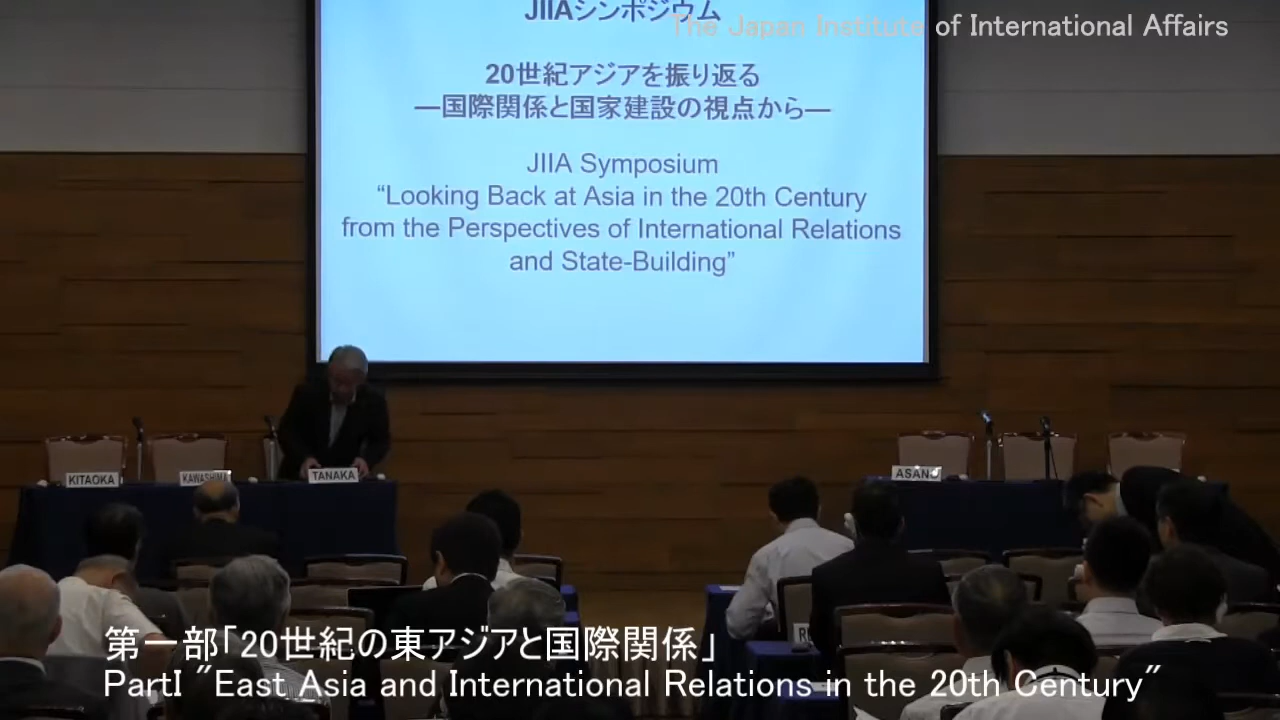 JIIAシンポジウム
The Japan Institute of International Affairs
20世紀アジアを振り返る
―国際関係と国家建設の視点から―
JIIA Symposium
“Looking Back at Asia in the 20th Century
from the Perspectives of International Relations
and State-Building”
KITAOKA
KAWASHIMA
TANAKA
ASANO
第一部「20世紀の東アジアと国際関係」
PartⅠ "East Asia and International Relations in the 20th Century"